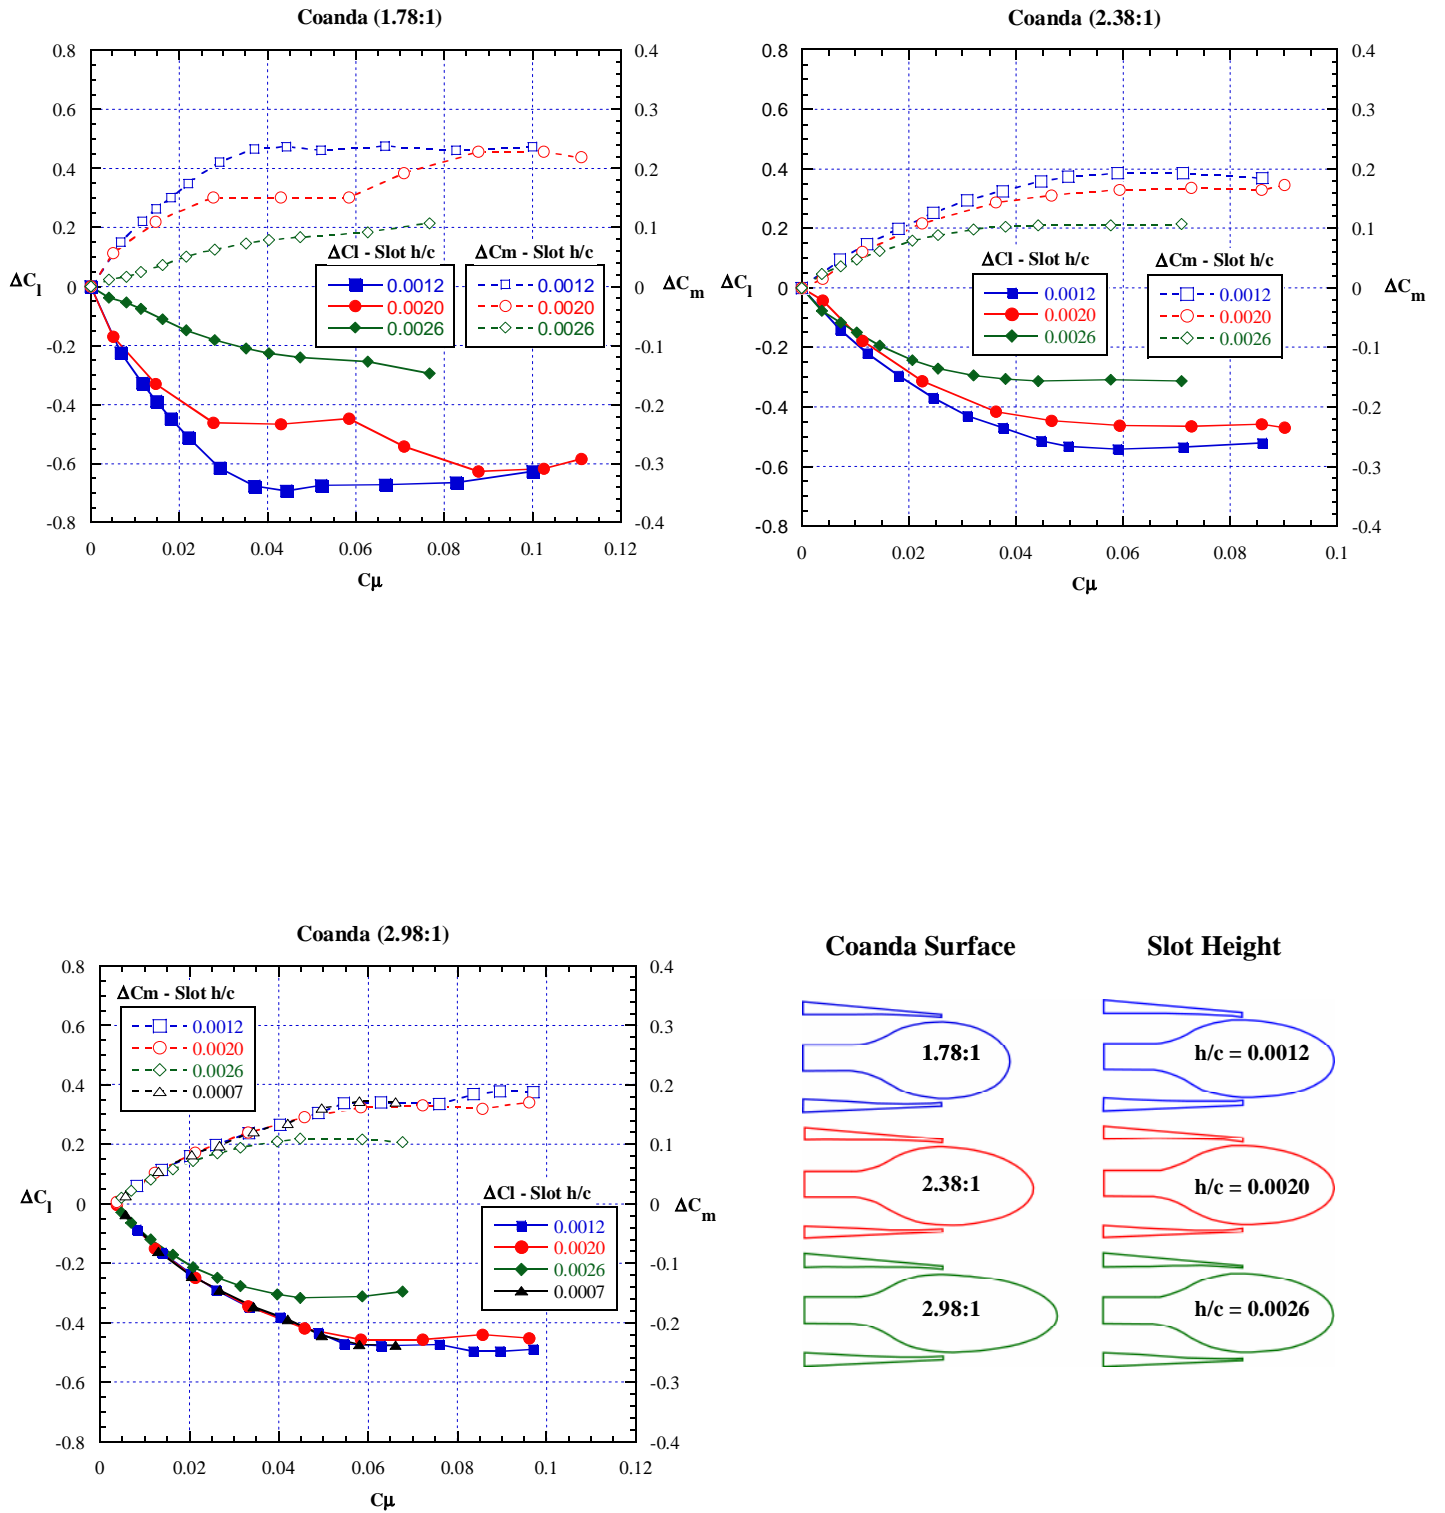 Coanda (1.78:1)
0.8
0.6
0.4
0.2
0
-0.2
-0.4
-0.6
-0.8
ΔCl
0.4
0.3
0.2
0.1
0
-0.1
-0.2
-0.3
-0.4
ΔCm
ΔCl - Slot h/c
0.0012
0.0020
0.0026
ΔCm - Slot h/c
0.0012
0.0020
0.0026
0 0.02 0.04 0.06 0.08 0.1 0.12
Cμ
Coanda (2.38:1)
0.8
0.6
0.4
0.2
0
-0.2
-0.4
-0.6
-0.8
ΔCl
0.4
0.3
0.2
0.1
0
-0.1
-0.2
-0.3
-0.4
ΔCm
ΔCl - Slot h/c
0.0012
0.0020
0.0026
ΔCm - Slot h/c
0.0012
0.0020
0.0026
0 0.02 0.04 0.06 0.08 0.1
Cμ
Coanda (2.98:1)
0.8
0.6
0.4
0.2
0
-0.2
-0.4
-0.6
-0.8
ΔCl
0.4
0.3
0.2
0.1
0
-0.1
-0.2
-0.3
-0.4
ΔCm
ΔCm - Slot h/c
0.0012
0.0020
0.0026
0.0007
ΔCl - Slot h/c
0.0012
0.0020
0.0026
0.0007
0 0.02 0.04 0.06 0.08 0.1 0.12
Cμ
Coanda Surface
1.78:1
2.38:1
2.98:1
Slot Height
h/c = 0.0012
h/c = 0.0020
h/c = 0.0026